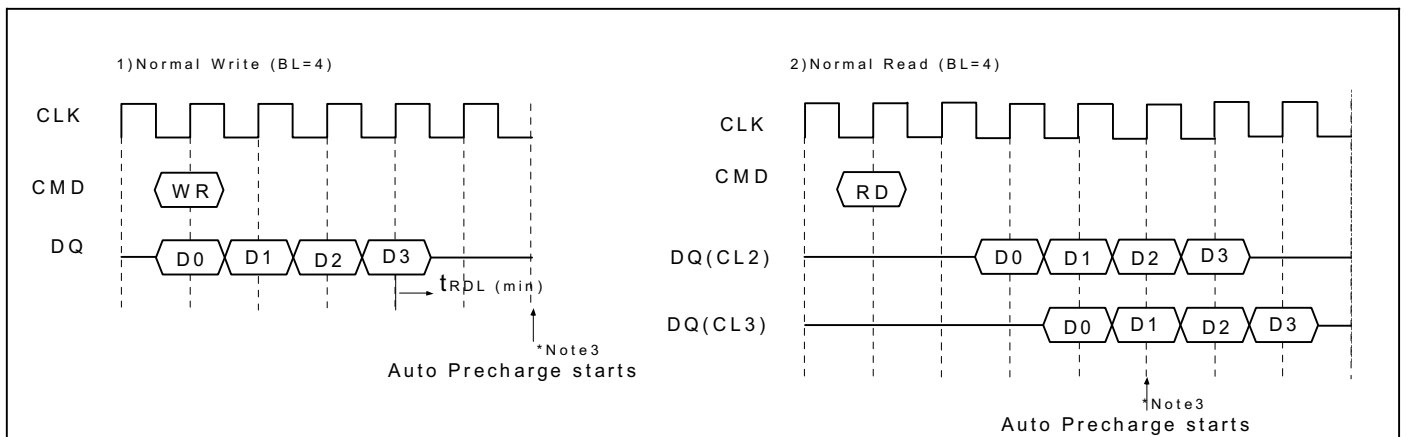 1)Normal Write (BL=4)
CLK
CMD
WR
DQ
D0 D1 D2 D3
tRDL (min)
*Note3
Auto Precharge starts
2)Normal Read (BL=4)
CLK
CMD
RD
DQ(CL2)
D0 D1 D2 D3
DQ(CL3)
D0 D1 D2 D3
*Note3
Auto Precharge starts